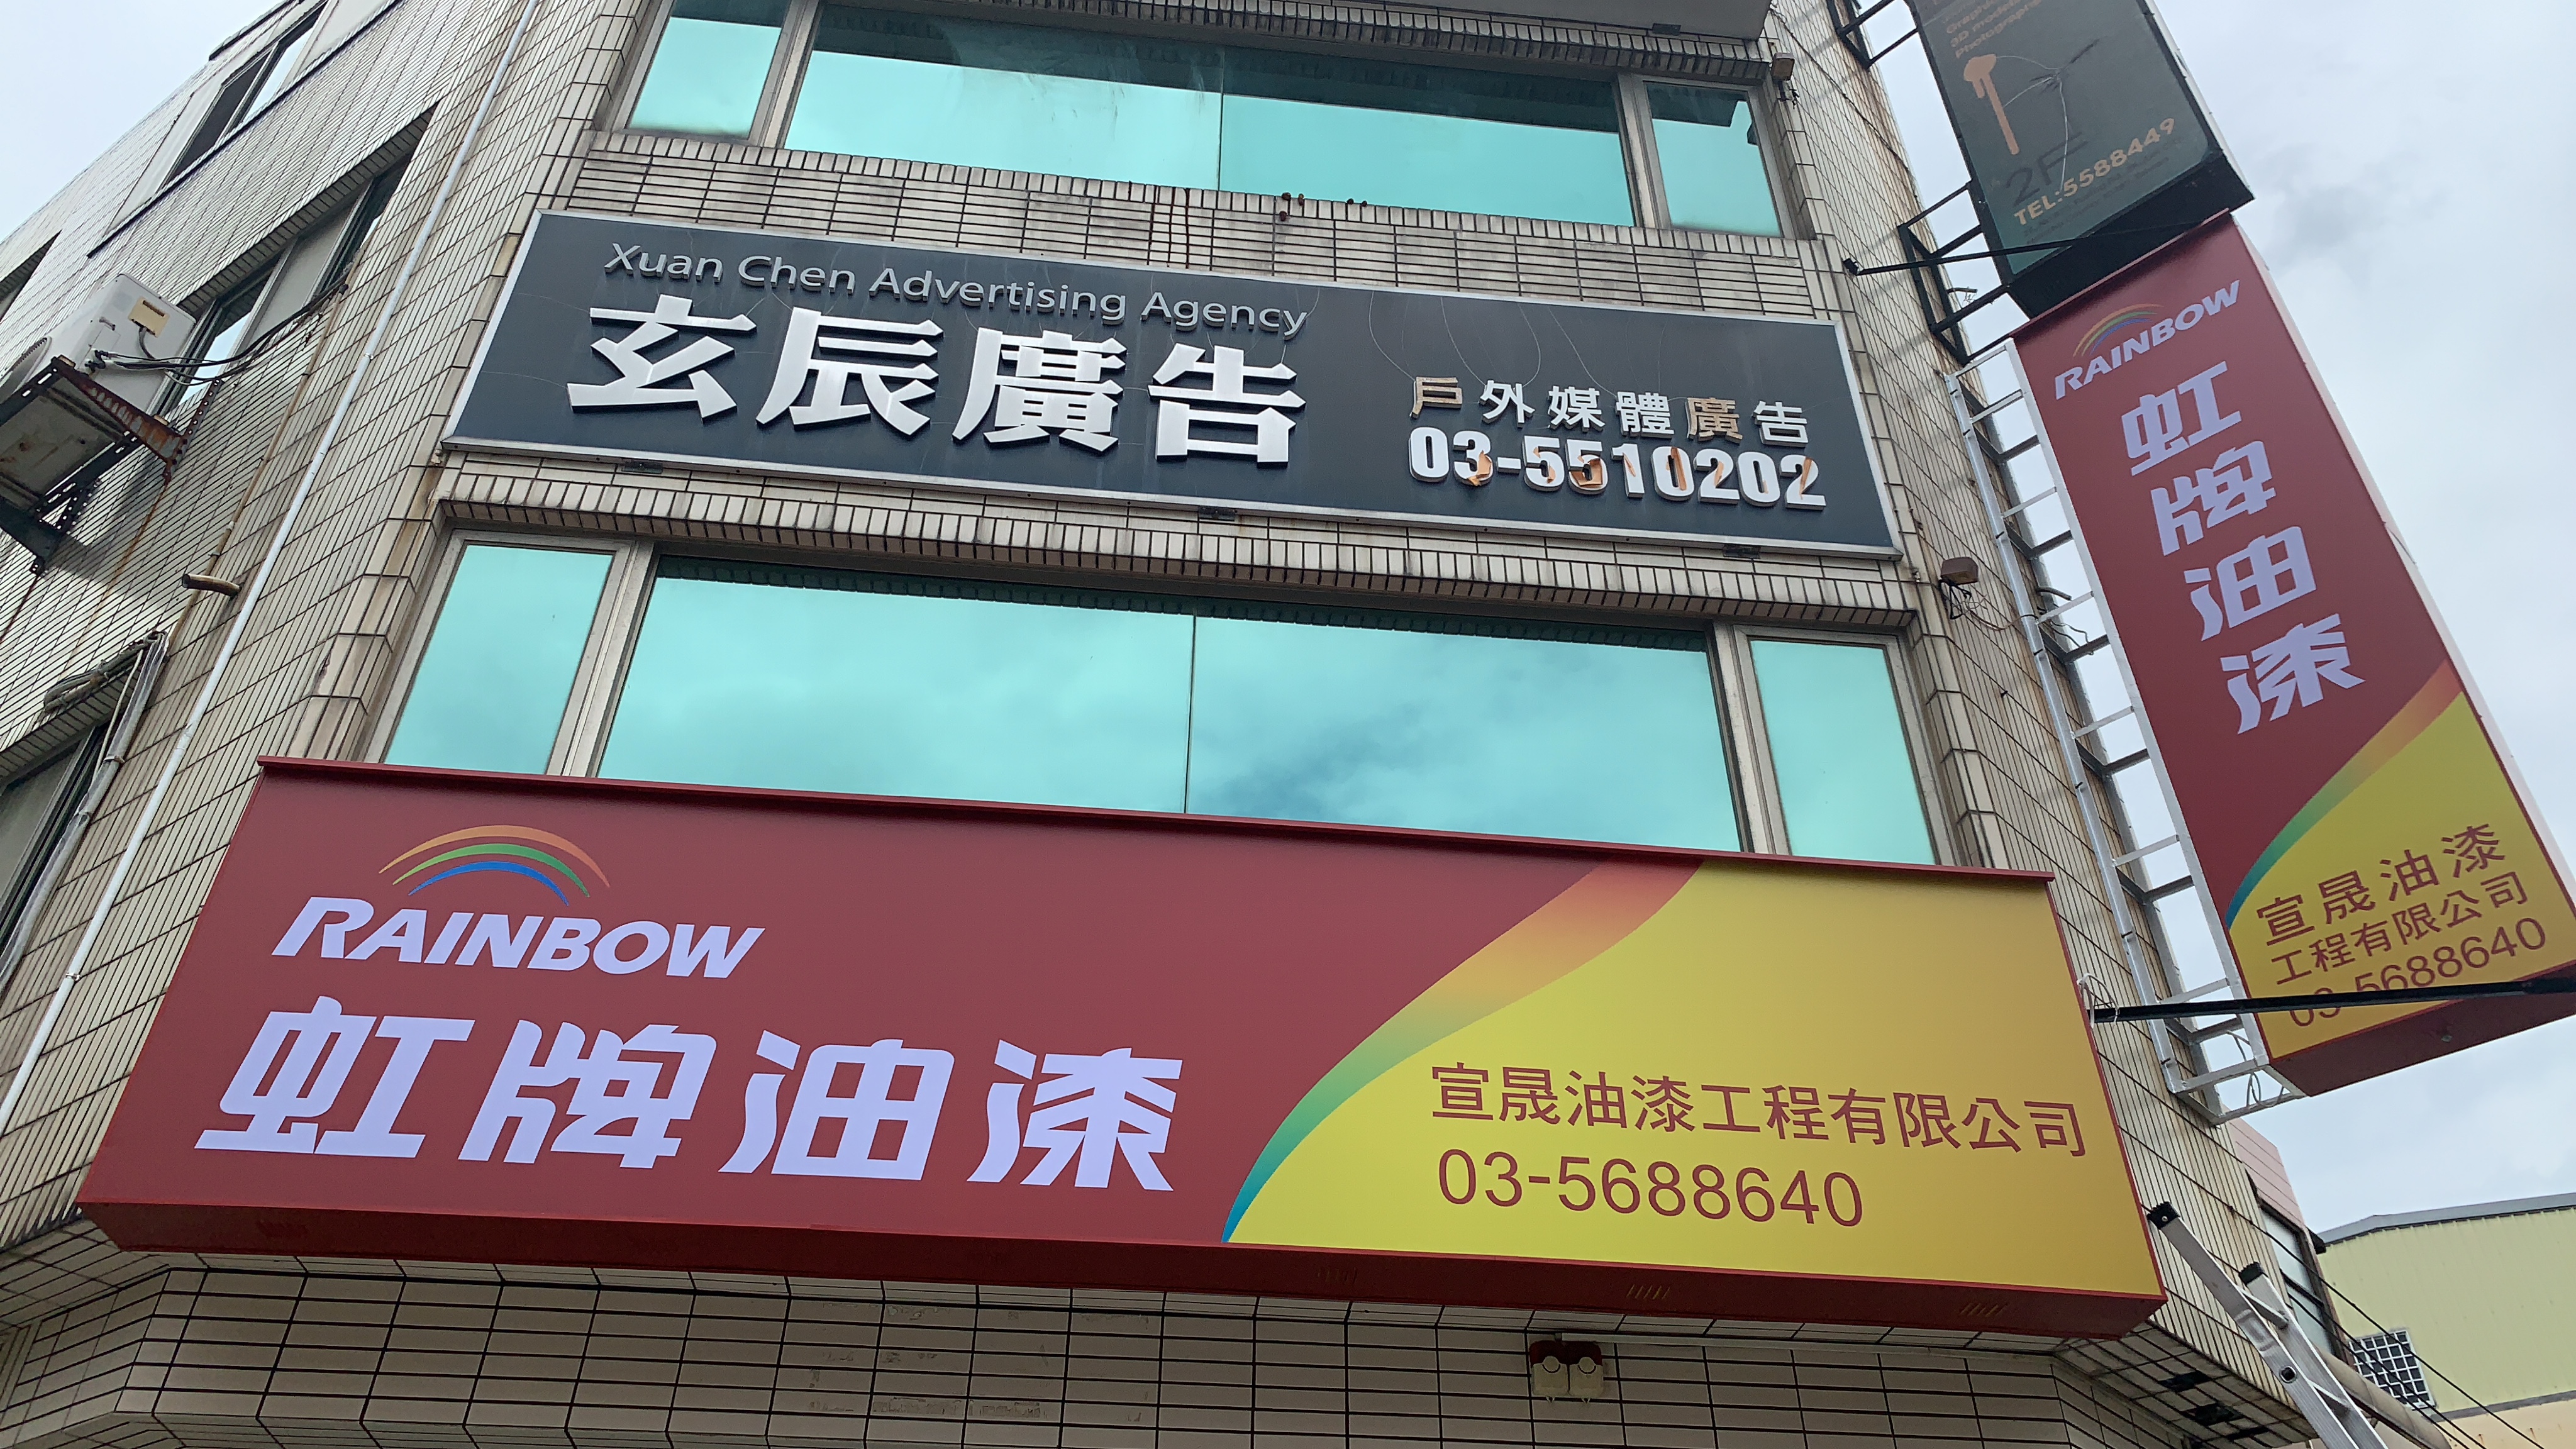 Xuan Chen Advertising Agency
玄辰廣告
戶外媒體廣告
03-5510202
RAINBOW
虹牌油漆
宣晟油漆工程有限公司
03-5688640
2F
TEL:5588449
RAINBOW
虹牌油漆
宣晟油漆
工程有限公司
03-5688640